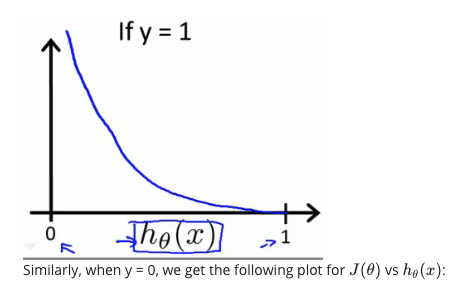 If y = 1
0
hθ(x)
1
Similarly, when y = 0, we get the following plot for J(θ) vs hθ(x):